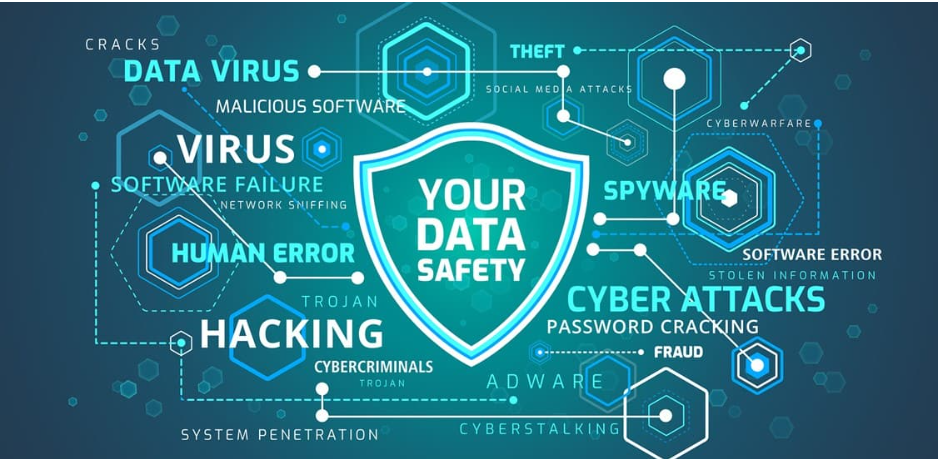 CRACKS
DATA VIRUS
MALICIOUS SOFTWARE
VIRUS
SOFTWARE FAILURE
NETWORK SNIFFING
HUMAN ERROR
TROJAN
HACKING
CYBERCRIMINALS
TROJAN
SYSTEM PENETRATION
YOUR
DATA
SAFETY
THEFT
SOCIAL MEDIA ATTACKS
CYBERWARFARE
SPYWARE
SOFTWARE ERROR
STOLEN INFORMATION
CYBER ATTACKS
PASSWORD CRACKING
FRAUD
ADWARE
CYBERSTALKING